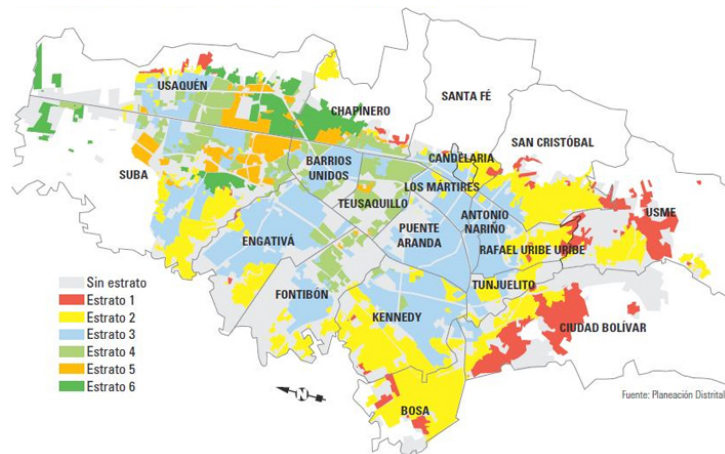 USAQUÉN
CHAPINERO
SANTA FÉ
SAN CRISTÓBAL
SUBA
BARRIOS
UNIDOS
CANDELARIA
LOS MÁRTIRES
TEUSAQUILLO
ENGATIVÁ
PUENTE
ARANDA
ANTONIO
NARIÑO
USME
RAFAEL URIBE URIBE
FONTIBÓN
TUNJUELITO
KENNEDY
CIUDAD BOLÍVAR
BOSA
Sin estrato
Estrato 1
Estrato 2
Estrato 3
Estrato 4
Estrato 5
Estrato 6
N
Fuente: Planeación Distrital